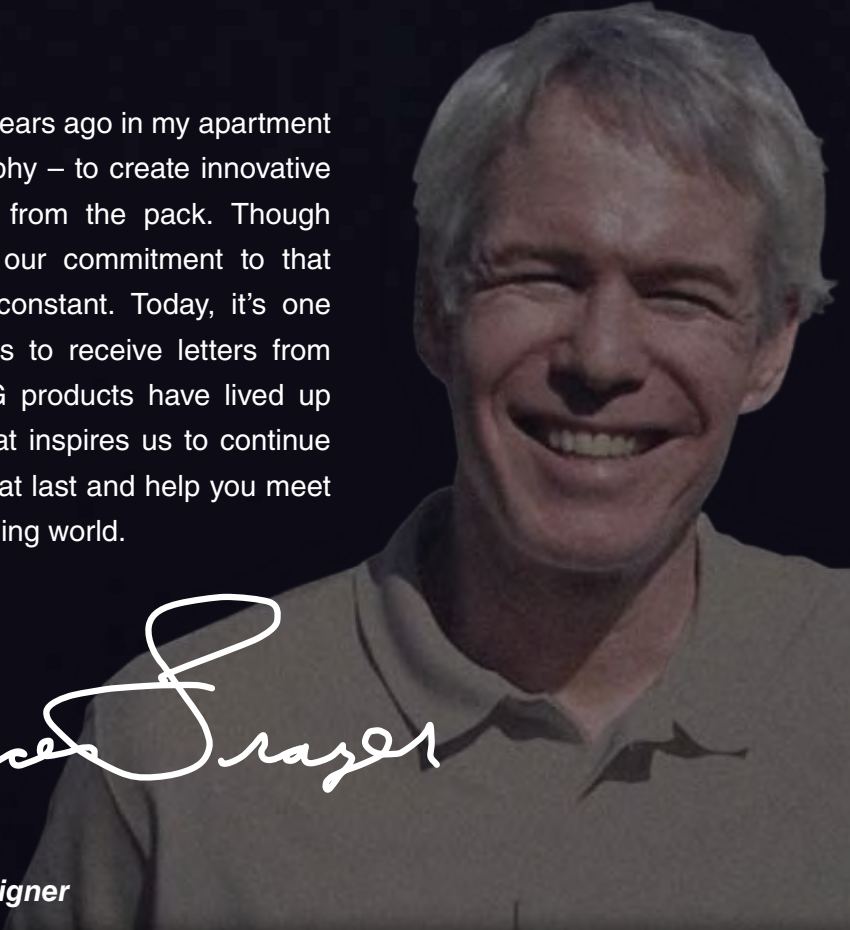 ears ago in my apartment
phy – to create innovative
from the pack. Though
our commitment to that
constant. Today, it’s one
s to receive letters from
G products have lived up
at inspires us to continue
at last and help you meet
ing world.
Frazer
igner